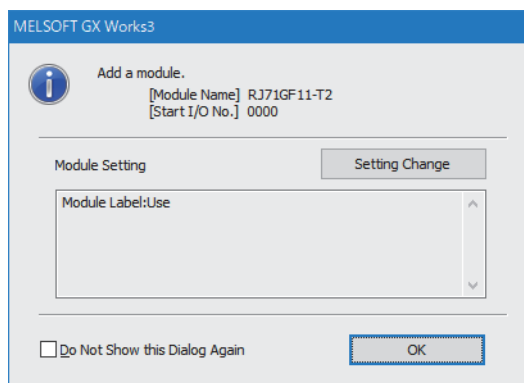 MELSOFT GX Works3
Add a module.
[Module Name] RJ71GF11-T2
[Start I/O No.] 0000
Module Setting
Setting Change
Module Label:Use
Do Not Show this Dialog Again
OK